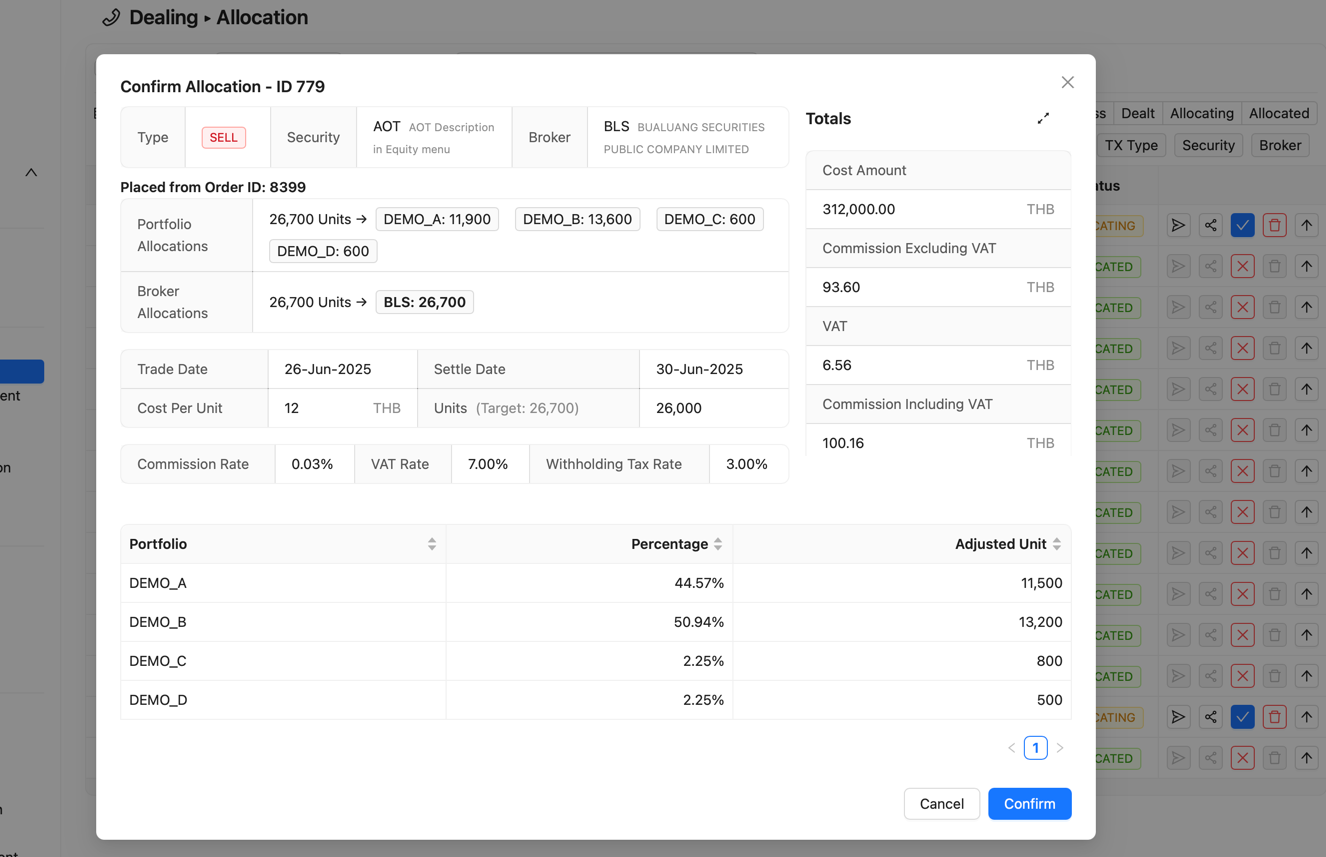 Dealing ▸ Allocation
Confirm Allocation - ID 779
Type SELL Security AOT AOT Description in Equity menu Broker BLS BUALUANG SECURITIES PUBLIC COMPANY LIMITED
Placed from Order ID: 8399
Portfolio Allocations 26,700 Units → DEMO_A: 11,900 DEMO_B: 13,600 DEMO_C: 600
DEMO_D: 600
Broker Allocations 26,700 Units → BLS: 26,700
Trade Date 26-Jun-2025 Settle Date 30-Jun-2025
Cost Per Unit 12 THB Units (Target: 26,700) 26,000
Commission Rate 0.03% VAT Rate 7.00% Withholding Tax Rate 3.00%
Totals
Cost Amount
312,000.00 THB
Commission Excluding VAT
93.60 THB
VAT
6.56 THB
Commission Including VAT
100.16 THB
Portfolio Percentage Adjusted Unit
DEMO_A 44.57% 11,500
DEMO_B 50.94% 13,200
DEMO_C 2.25% 800
DEMO_D 2.25% 500
< 1 >
Cancel Confirm
ss Dealt Allocating Allocated
TX Type Security Broker
atus
CATING
CATED
CATED
CATED
CATED
CATED
CATED
CATED
CATED
CATED
CATED
CATED
CATING
CATED
ent
on